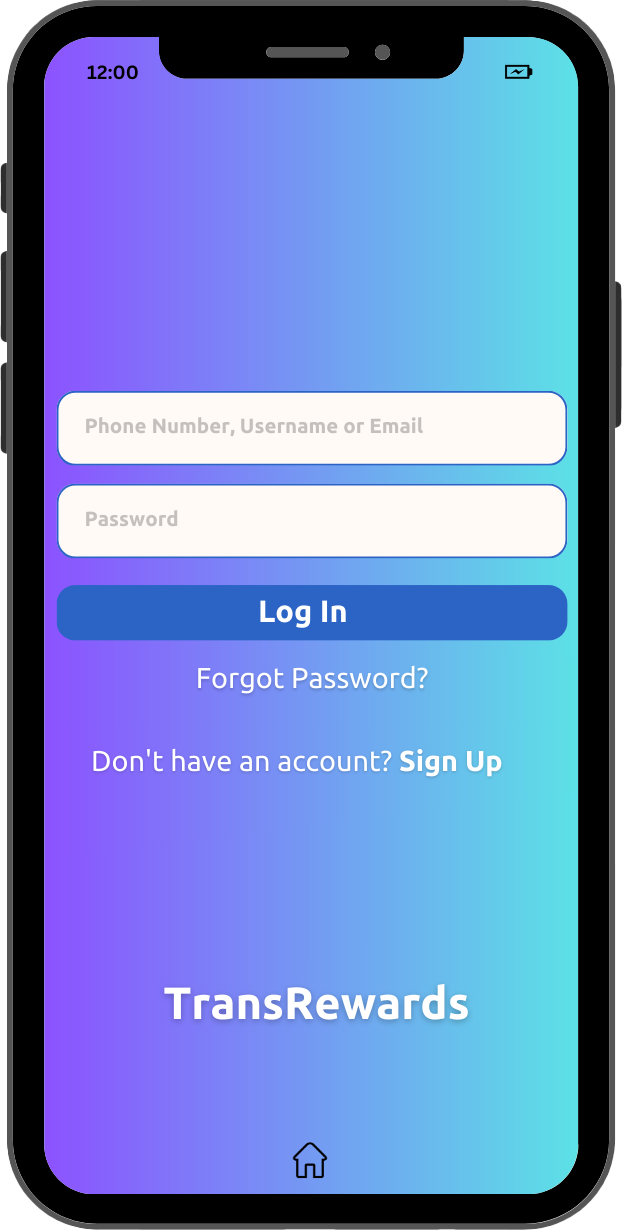 12:00
Phone Number, Username or Email
Password
Log In
Forgot Password?
Don't have an account? Sign Up
TransRewards